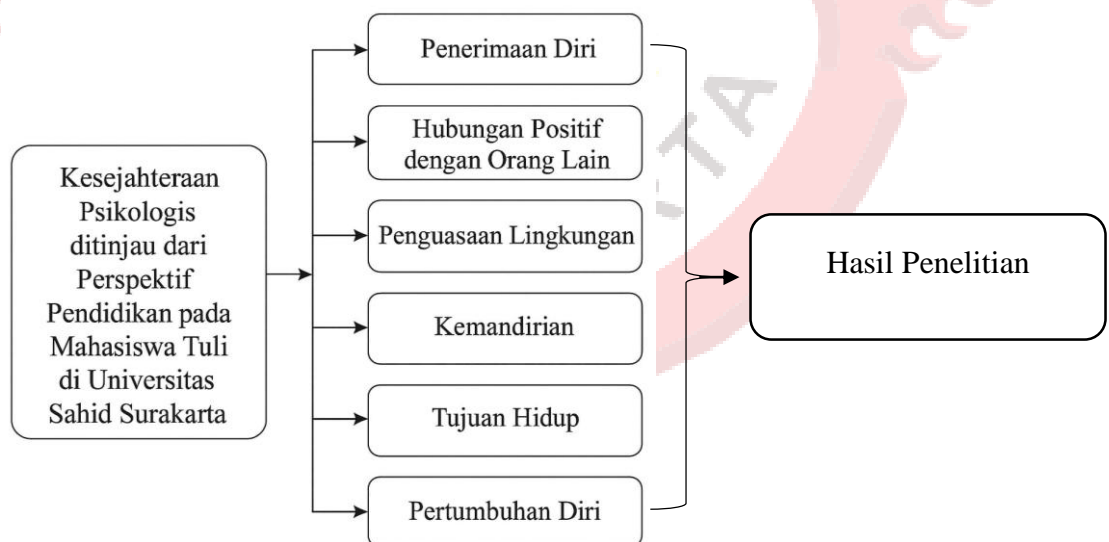 Kesejahteraan
Psikologis
ditinjau dari
Perspektif
Pendidikan pada
Mahasiswa Tuli
di Universitas
Sahid Surakarta
Penerimaan Diri
Hubungan Positif
dengan Orang Lain
Penguasaan Lingkungan
Kemandirian
Tujuan Hidup
Pertumbuhan Diri
Hasil Penelitian